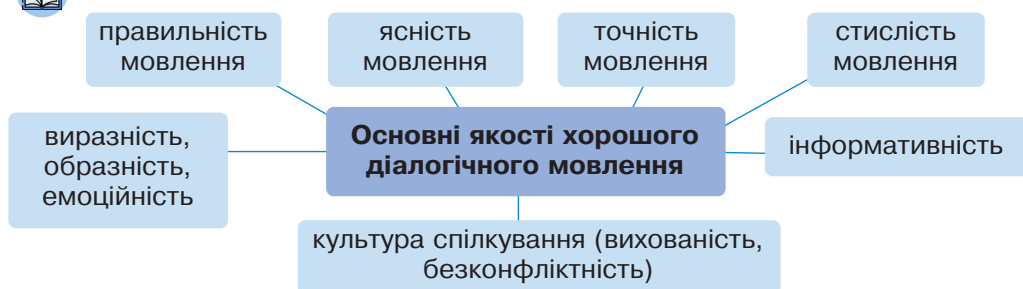 правильність
мовлення
ясність
мовлення
точність
мовлення
стислість
мовлення
виразність,
образність,
емоційність
Основні якості хорошого
діалогічного мовлення
інформативність
культура спілкування (вихованість,
безконфліктність)